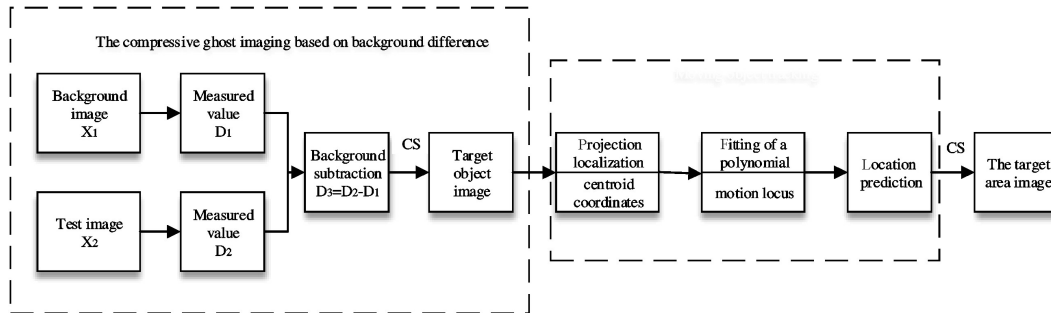 The compressive ghost imaging based on background difference
Background
image
X1
Measured
value
D1
Background
subtraction
D3=D2-D1
CS
Target
object
image
Test image
X2
Measured
value
D2
Projection
localization
centroid
coordinates
Fitting of a
polynomial
motion locus
Location
prediction
CS
The target
area image